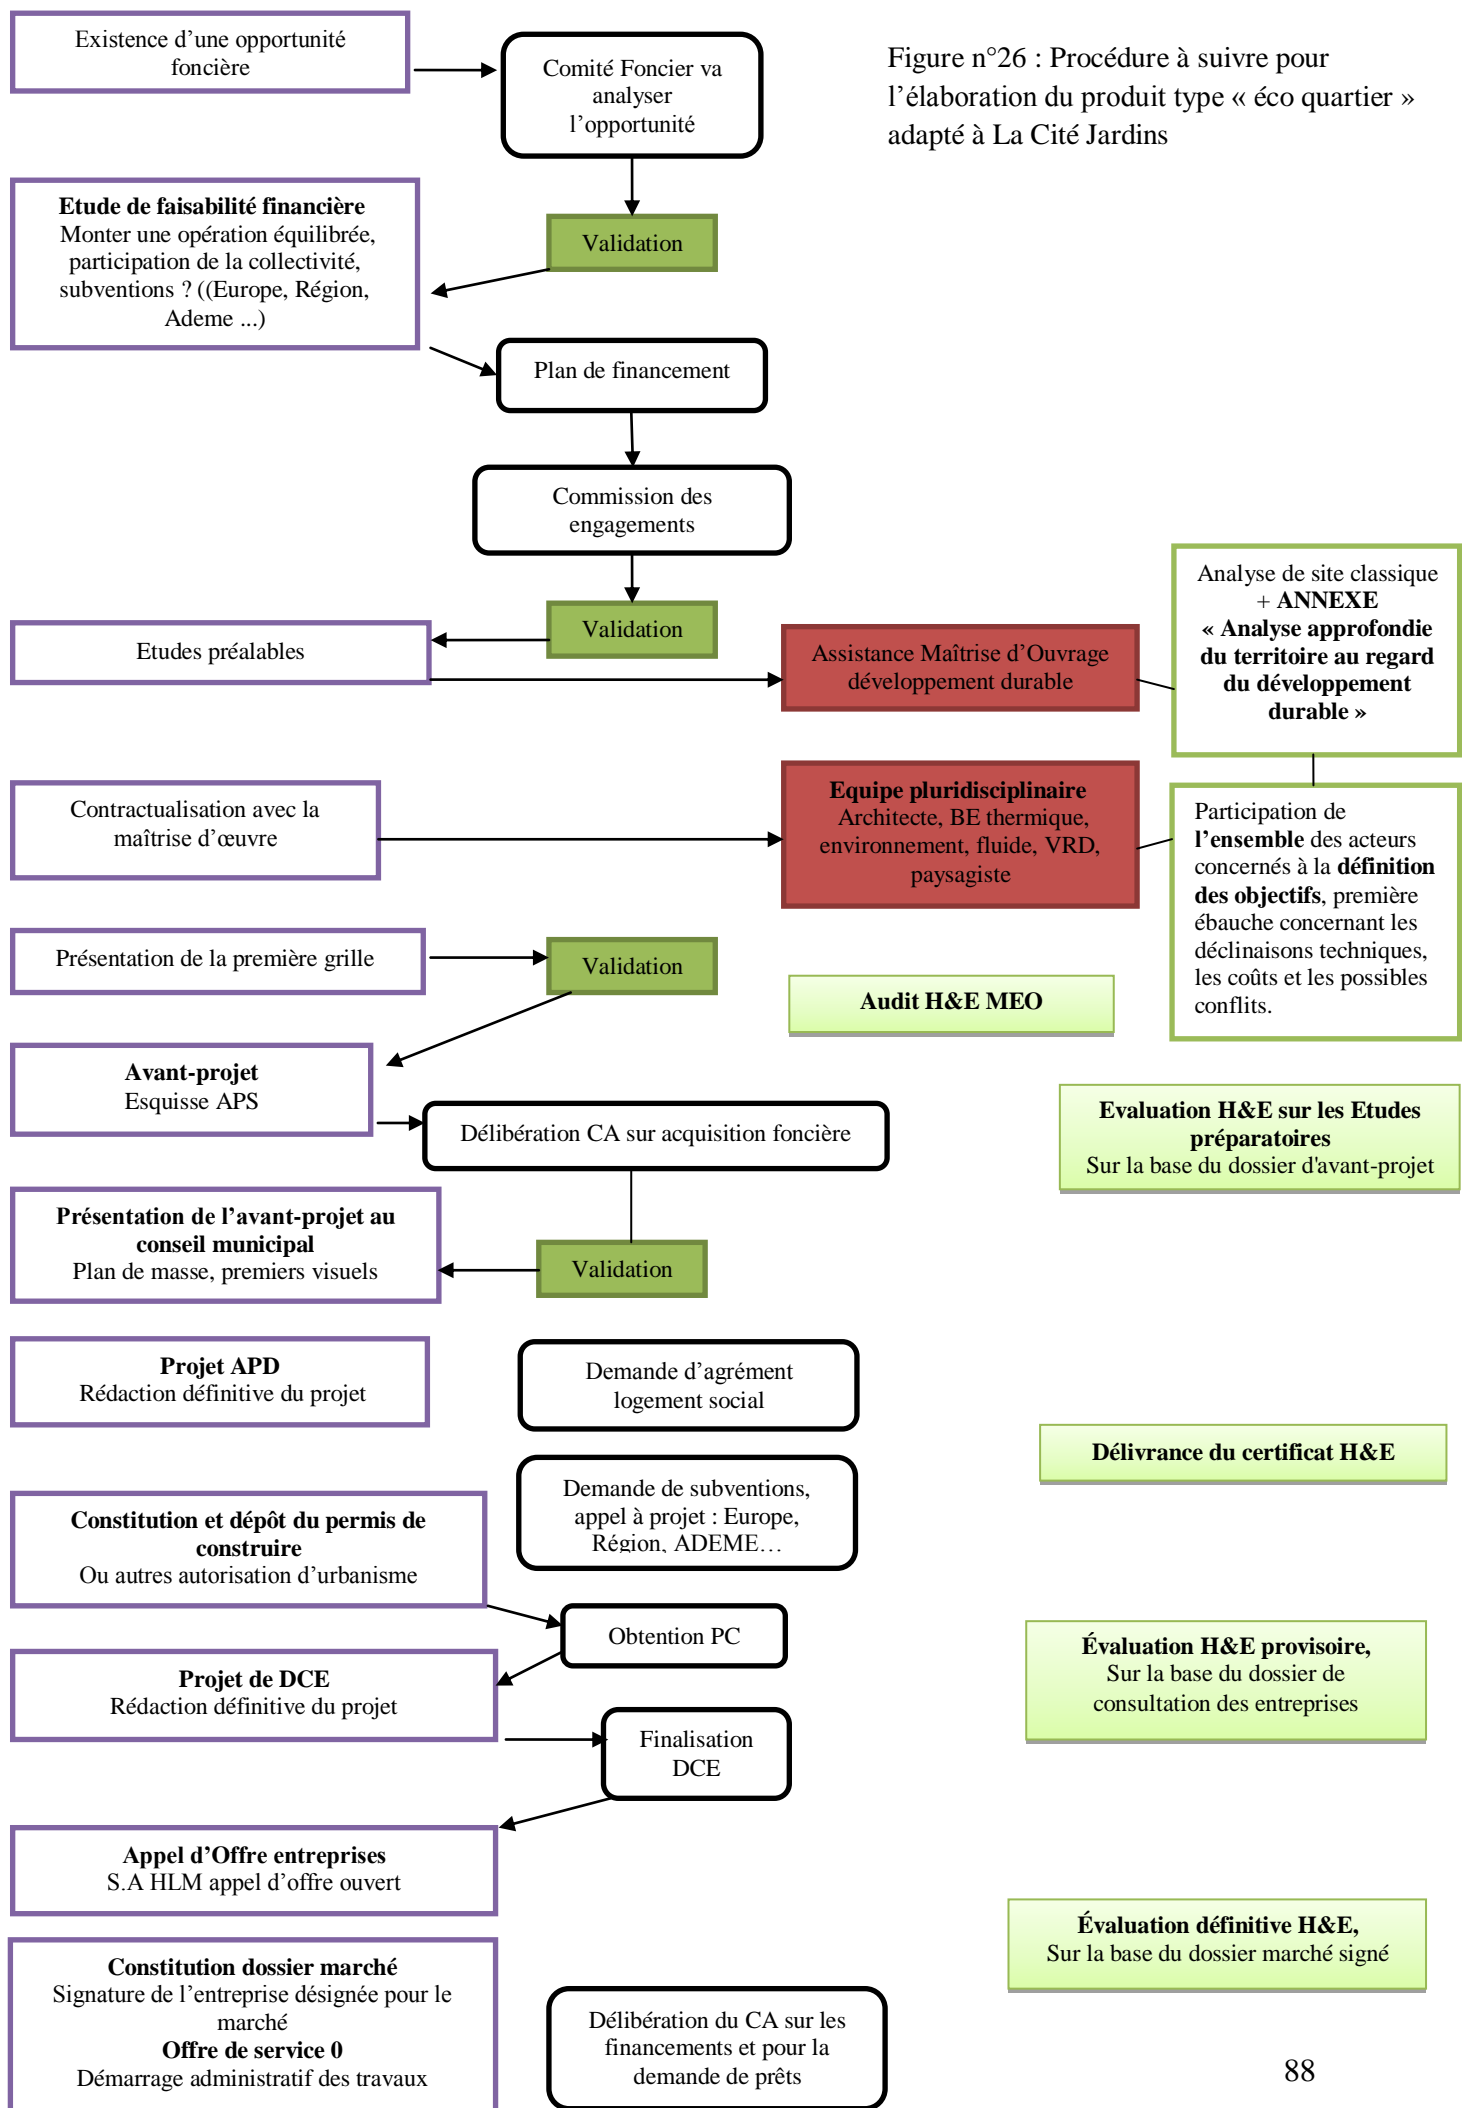 Existence d'une opportunité
foncière
Comité Foncier va
analyser
l'opportunité
Figure n°26 : Procédure à suivre pour
l'élaboration du produit type « éco quartier »
adapté à La Cité Jardins
Etude de faisabilité financière
Monter une opération équilibrée,
participation de la collectivité,
subventions ? ((Europe, Région,
Ademe ...)
Validation
Plan de financement
Commission des
engagements
Validation
Etudes préalables
Assistance Maîtrise d'Ouvrage
développement durable
Analyse de site classique
+ ANNEXE
« Analyse approfondie
du territoire au regard
du développement
durable »
Contractualisation avec la
maîtrise d'œuvre
Equipe pluridisciplinaire
Architecte, BE thermique,
environnement, fluide, VRD,
paysagiste
Participation de
l'ensemble des acteurs
concernés à la définition
des objectifs, première
ébauche concernant les
déclinaisons techniques,
les coûts et les possibles
conflits.
Présentation de la première grille
Validation
Audit H&E MEO
Avant-projet
Esquisse APS
Délibération CA sur acquisition foncière
Evaluation H&E sur les Etudes
préparatoires
Sur la base du dossier d'avant-projet
Présentation de l'avant-projet au
conseil municipal
Plan de masse, premiers visuels
Validation
Projet APD
Rédaction définitive du projet
Demande d'agrément
logement social
Délivrance du certificat H&E
Demande de subventions,
appel à projet : Europe,
Région, ADEME…
Constitution et dépôt du permis de
construire
Ou autres autorisation d'urbanisme
Obtention PC
Évaluation H&E provisoire,
Sur la base du dossier de
consultation des entreprises
Projet de DCE
Rédaction définitive du projet
Finalisation
DCE
Appel d'Offre entreprises
S.A HLM appel d'offre ouvert
Évaluation définitive H&E,
Sur la base du dossier marché signé
Constitution dossier marché
Signature de l'entreprise désignée pour le
marché
Offre de service 0
Démarrage administratif des travaux
Délibération du CA sur les
financements et pour la
demande de prêts
88